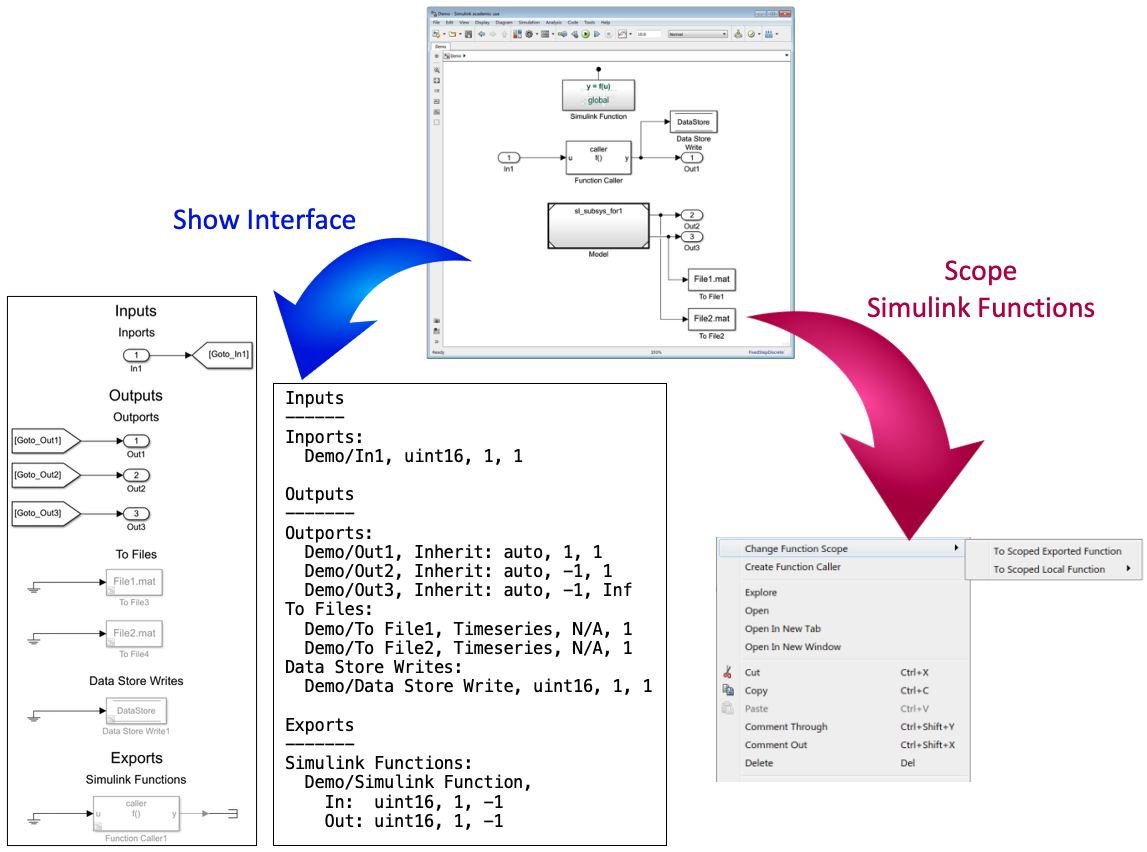 Demo - Simulink academic use
File Edit View Display Diagram Simulation Analysis Code Tools Help
10.0
Normal
Demo
Demo
y = f(u)
global
Simulink Function
DataStore
Data Store
Write
1
In1
caller
u f() y
Function Caller
1
Out1
sl_subsys_for1
Model
2
Out2
3
Out3
File1.mat
To File1
File2.mat
To File2
Ready 100% FixedStepDiscrete
Show Interface
Scope
Simulink Functions
Inputs
Inports
1
In1
[Goto_In1]
Outputs
Outports
[Goto_Out1]
1
Out1
[Goto_Out2]
2
Out2
[Goto_Out3]
3
Out3
To Files
File1.mat
To File3
File2.mat
To File4
Data Store Writes
DataStore
Data Store Write1
Exports
Simulink Functions
caller
u f() y
Function Caller1
Inputs
------
Inports:
Demo/In1, uint16, 1, 1
Outputs
-------
Outports:
Demo/Out1, Inherit: auto, 1, 1
Demo/Out2, Inherit: auto, -1, 1
Demo/Out3, Inherit: auto, -1, Inf
To Files:
Demo/To File1, Timeseries, N/A, 1
Demo/To File2, Timeseries, N/A, 1
Data Store Writes:
Demo/Data Store Write, uint16, 1, 1
Exports
-------
Simulink Functions:
Demo/Simulink Function,
In: uint16, 1, -1
Out: uint16, 1, -1
Change Function Scope
To Scoped Exported Function
To Scoped Local Function
Create Function Caller
Explore
Open
Open In New Tab
Open In New Window
Cut Ctrl+X
Copy Ctrl+C
Paste Ctrl+V
Comment Through Ctrl+Shift+Y
Comment Out Ctrl+Shift+X
Delete Del